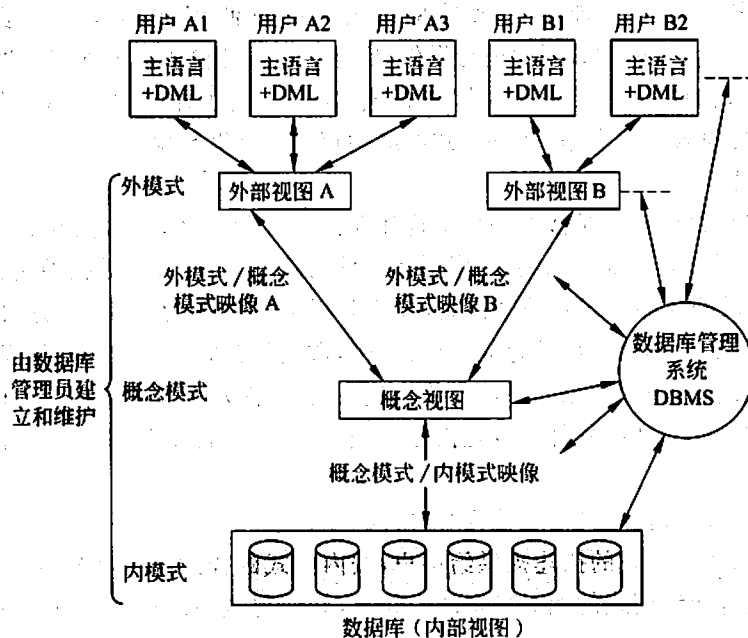 用户 A1 用户 A2 用户 A3 用户 B1 用户 B2
主语言
+DML
主语言
+DML
主语言
+DML
主语言
+DML
主语言
+DML
外模式
外部视图 A
外部视图 B
外模式 / 概念
模式映像 A
外模式 / 概念
模式映像 B
由数据库
管理员建
立和维护
概念模式
概念视图
数据库管理
系统
DBMS
概念模式 / 内模式映像
内模式
数据库（内部视图）